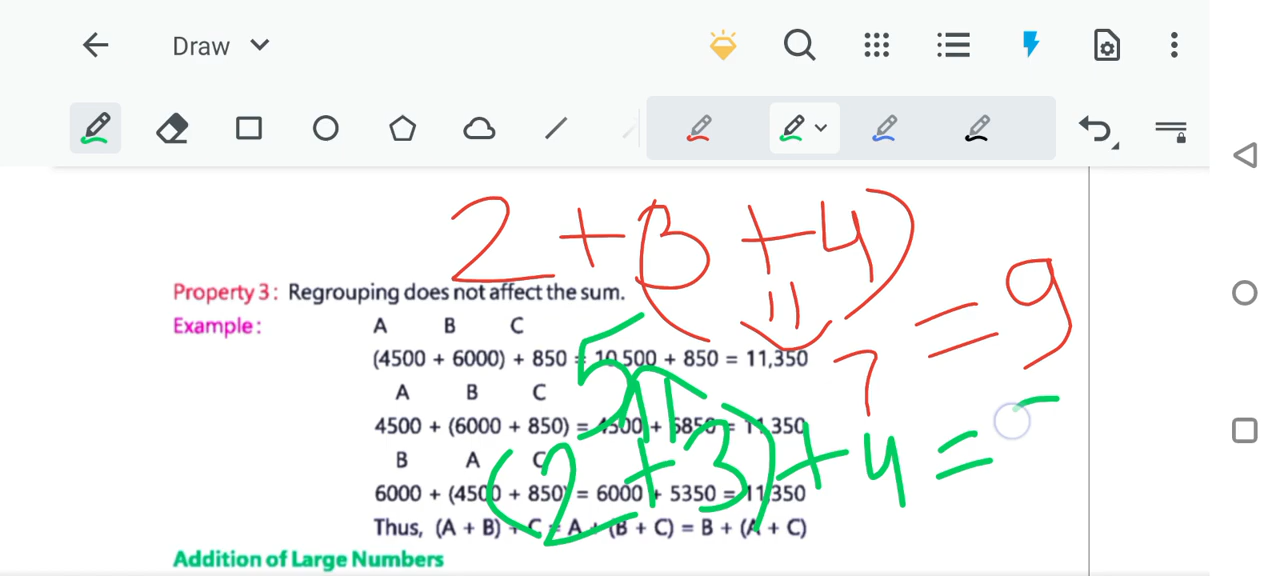 Draw
2 + (3 + 4) = 9
7
Property 3: Regrouping does not affect the sum.
Example:
A B C
(4500 + 6000) + 850 = 10,500 + 850 = 11,350
5
A B C
4500 + (6000 + 850) = 4500 + 6850 = 11,350
(2 + 3) + 4 =
B A C
6000 + (4500 + 850) = 6000 + 5350 = 11,350
Thus, (A + B) + C = A + (B + C) = B + (A + C)
Addition of Large Numbers